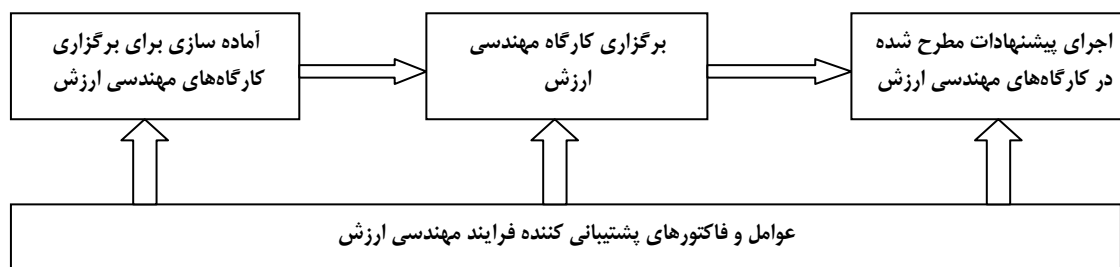 آماده سازی برای برگزاری
کارگاه‌های مهندسی ارزش
برگزاری کارگاه مهندسی
ارزش
اجرای پیشنهادات مطرح شده
در کارگاه‌های مهندسی ارزش
عوامل و فاکتورهای پشتیبانی کننده فرایند مهندسی ارزش